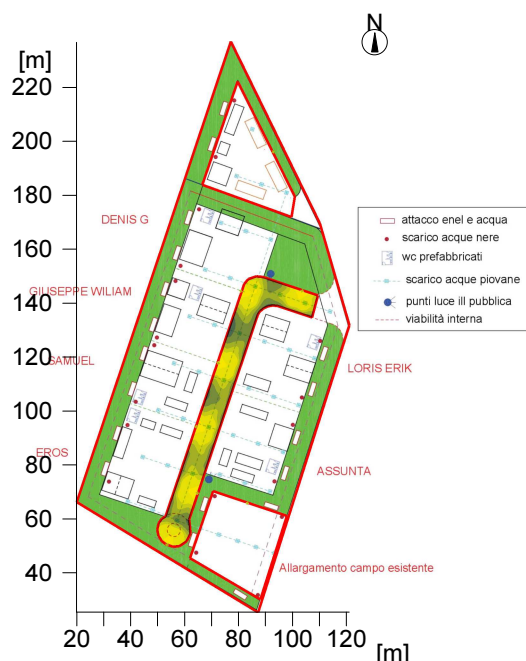 N
[m]
220
200
180
160
140
120
100
80
60
40
20 40 60 80 100 120
[m]
DENIS G
GIUSEPPE WILIAM
SAMUEL
EROS
LORIS ERIK
ASSUNTA
Allargamento campo esistente
attacco enel e acqua
scarico acque nere
wc prefabbricati
scarico acque piovane
punti luce ill pubblica
viabilità interna